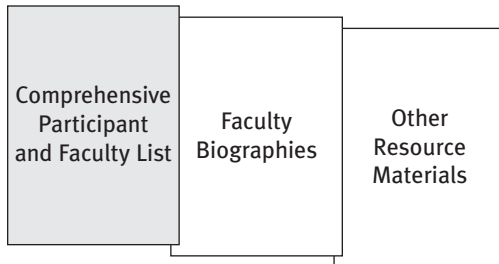 Comprehensive
Participant
and Faculty List
Faculty
Biographies
Other
Resource
Materials